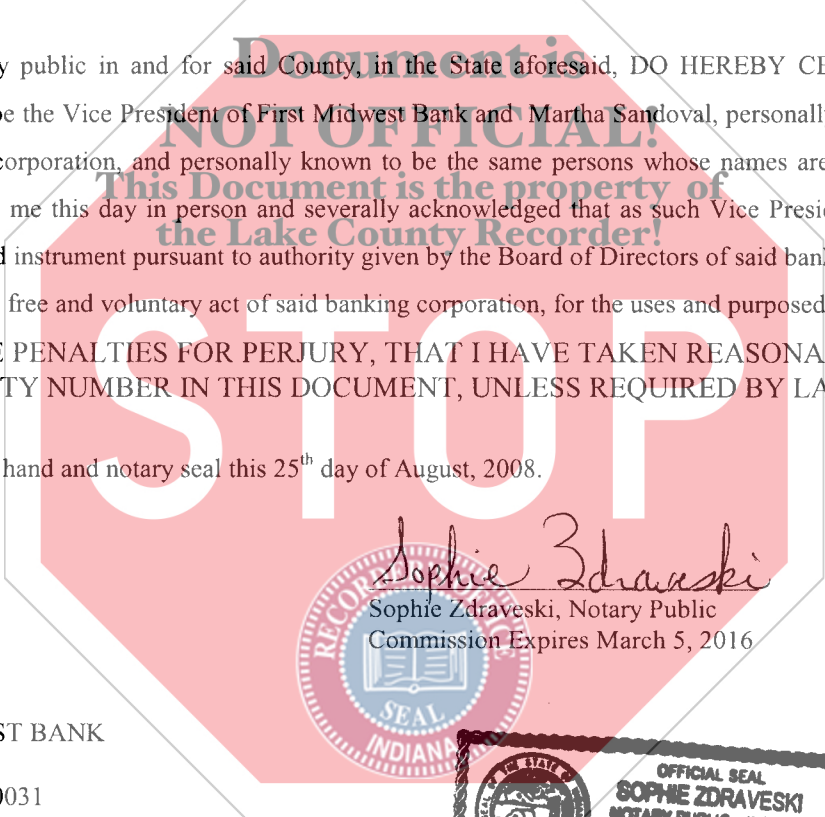 Document is
y public in and for said County, in the State aforesaid, DO HEREBY CE
e the Vice President of First Midwest Bank and Martha Sandoval, personall
NOT OFFICIAL!
corporation, and personally known to be the same persons whose names are
This Document is the property of
me this day in person and severally acknowledged that as such Vice Presi
the Lake County Recorder!
d instrument pursuant to authority given by the Board of Directors of said ban
free and voluntary act of said banking corporation, for the uses and purposed
E PENALTIES FOR PERJURY, THAT I HAVE TAKEN REASONA
TY NUMBER IN THIS DOCUMENT, UNLESS REQUIRED BY LA
STOP
hand and notary seal this 25th day of August, 2008.
Sophie Zdraveski
Sophie Zdraveski, Notary Public
Commission Expires March 5, 2016
RECORDER OFFICE
SEAL
INDIANA
ST BANK
0031
OFFICIAL SEAL
SOPHIE ZDRAVESKI
NOTARY PUBLIC